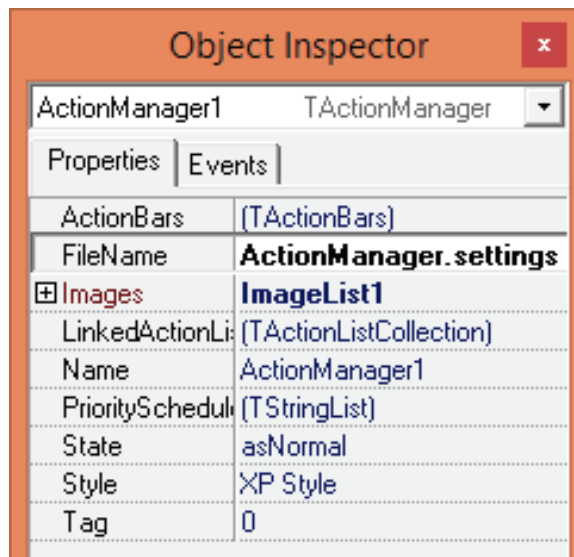 Object Inspector x
ActionManager1 TActionManager
Properties Events
ActionBars (TActionBars)
FileName ActionManager.settings
Images ImageList1
LinkedActionLi (TActionListCollection)
Name ActionManager1
PrioritySchedul (TStringList)
State asNormal
Style XP Style
Tag 0